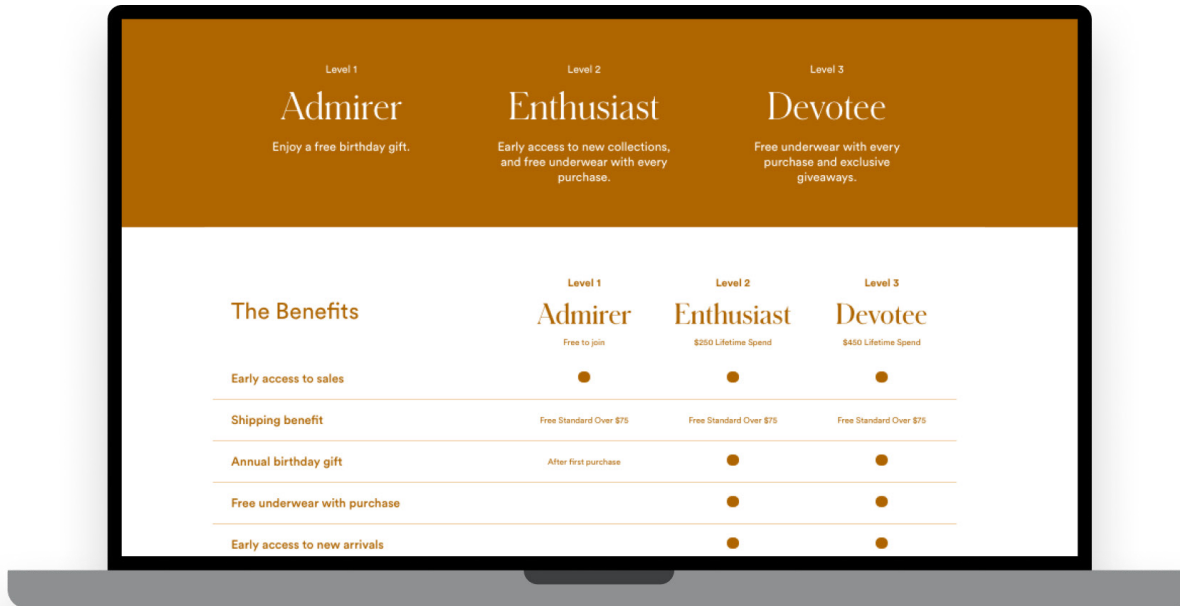 Level 1
Level 2
Level 3
Admirer
Enthusiast
Devotee
Enjoy a free birthday gift.
Early access to new collections,
and free underwear with every
purchase.
Free underwear with every
purchase and exclusive
giveaways.
The Benefits
Level 1
Level 2
Level 3
Admirer
Enthusiast
Devotee
Free to join
$250 Lifetime Spend
$450 Lifetime Spend
Early access to sales
Shipping benefit
Free Standard Over $75
Free Standard Over $75
Free Standard Over $75
Annual birthday gift
After first purchase
Free underwear with purchase
Early access to new arrivals